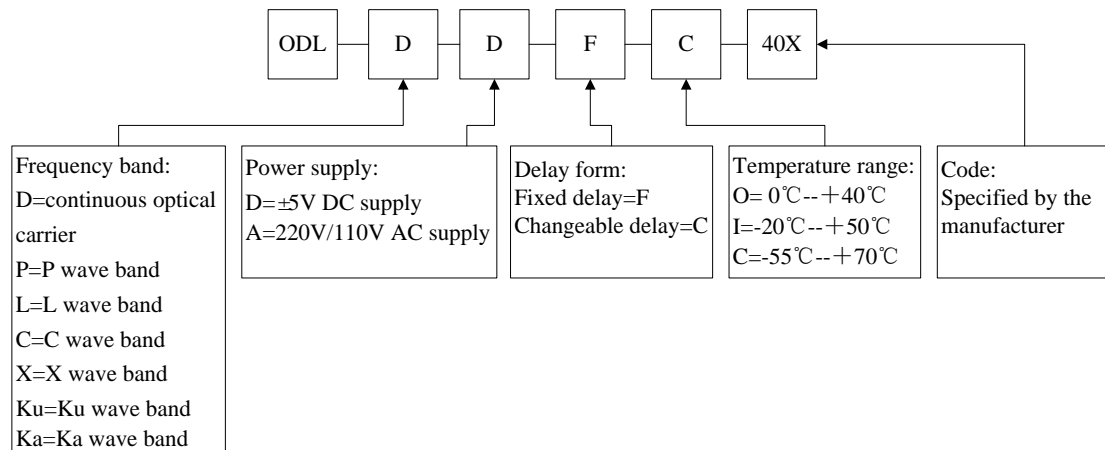 ODL D D F C 40X
Frequency band:
D=continuous optical
carrier
P=P wave band
L=L wave band
C=C wave band
X=X wave band
Ku=Ku wave band
Ka=Ka wave band
Power supply:
D=±5V DC supply
A=220V/110V AC supply
Delay form:
Fixed delay=F
Changeable delay=C
Temperature range:
O= 0℃--＋40℃
I=-20℃--＋50℃
C=-55℃--＋70℃
Code:
Specified by the
manufacturer